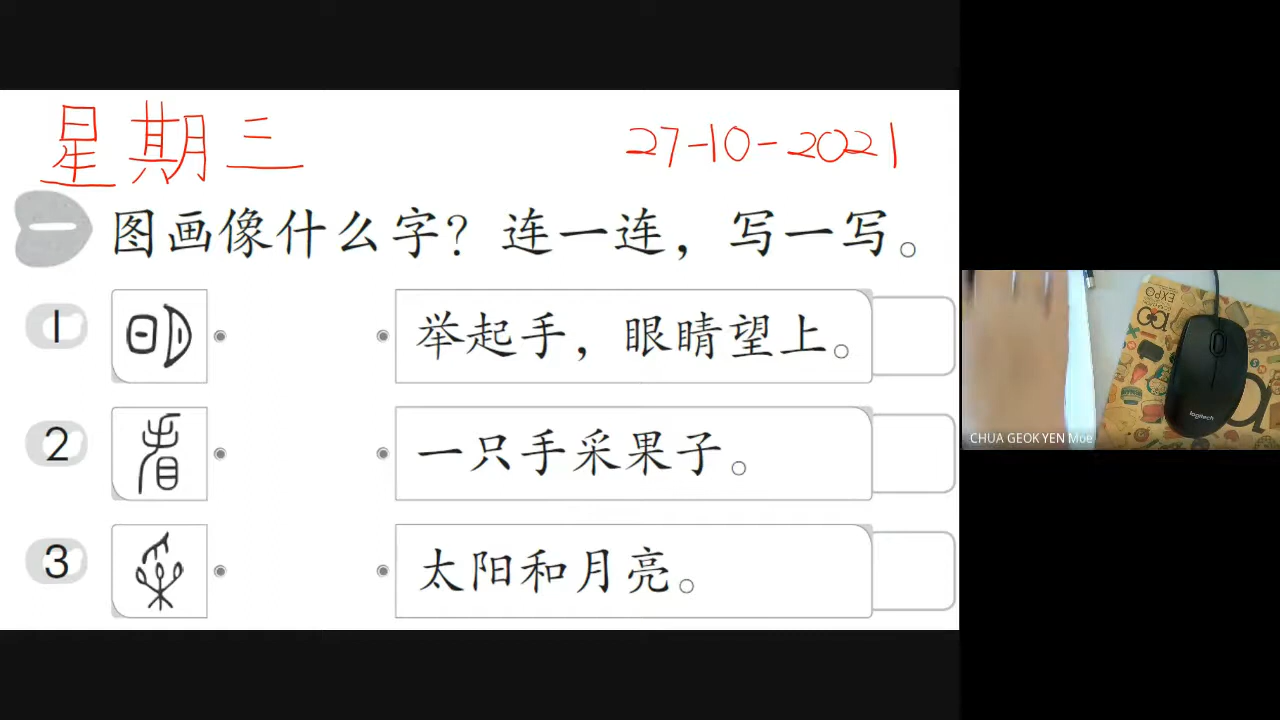 星期三 27-10-2021
一 图画像什么字？连一连，写一写。
1 举起手，眼睛望上。
2 一只手采果子。
3 太阳和月亮。
EXPO
logitech
CHUA GEOK YEN Moe